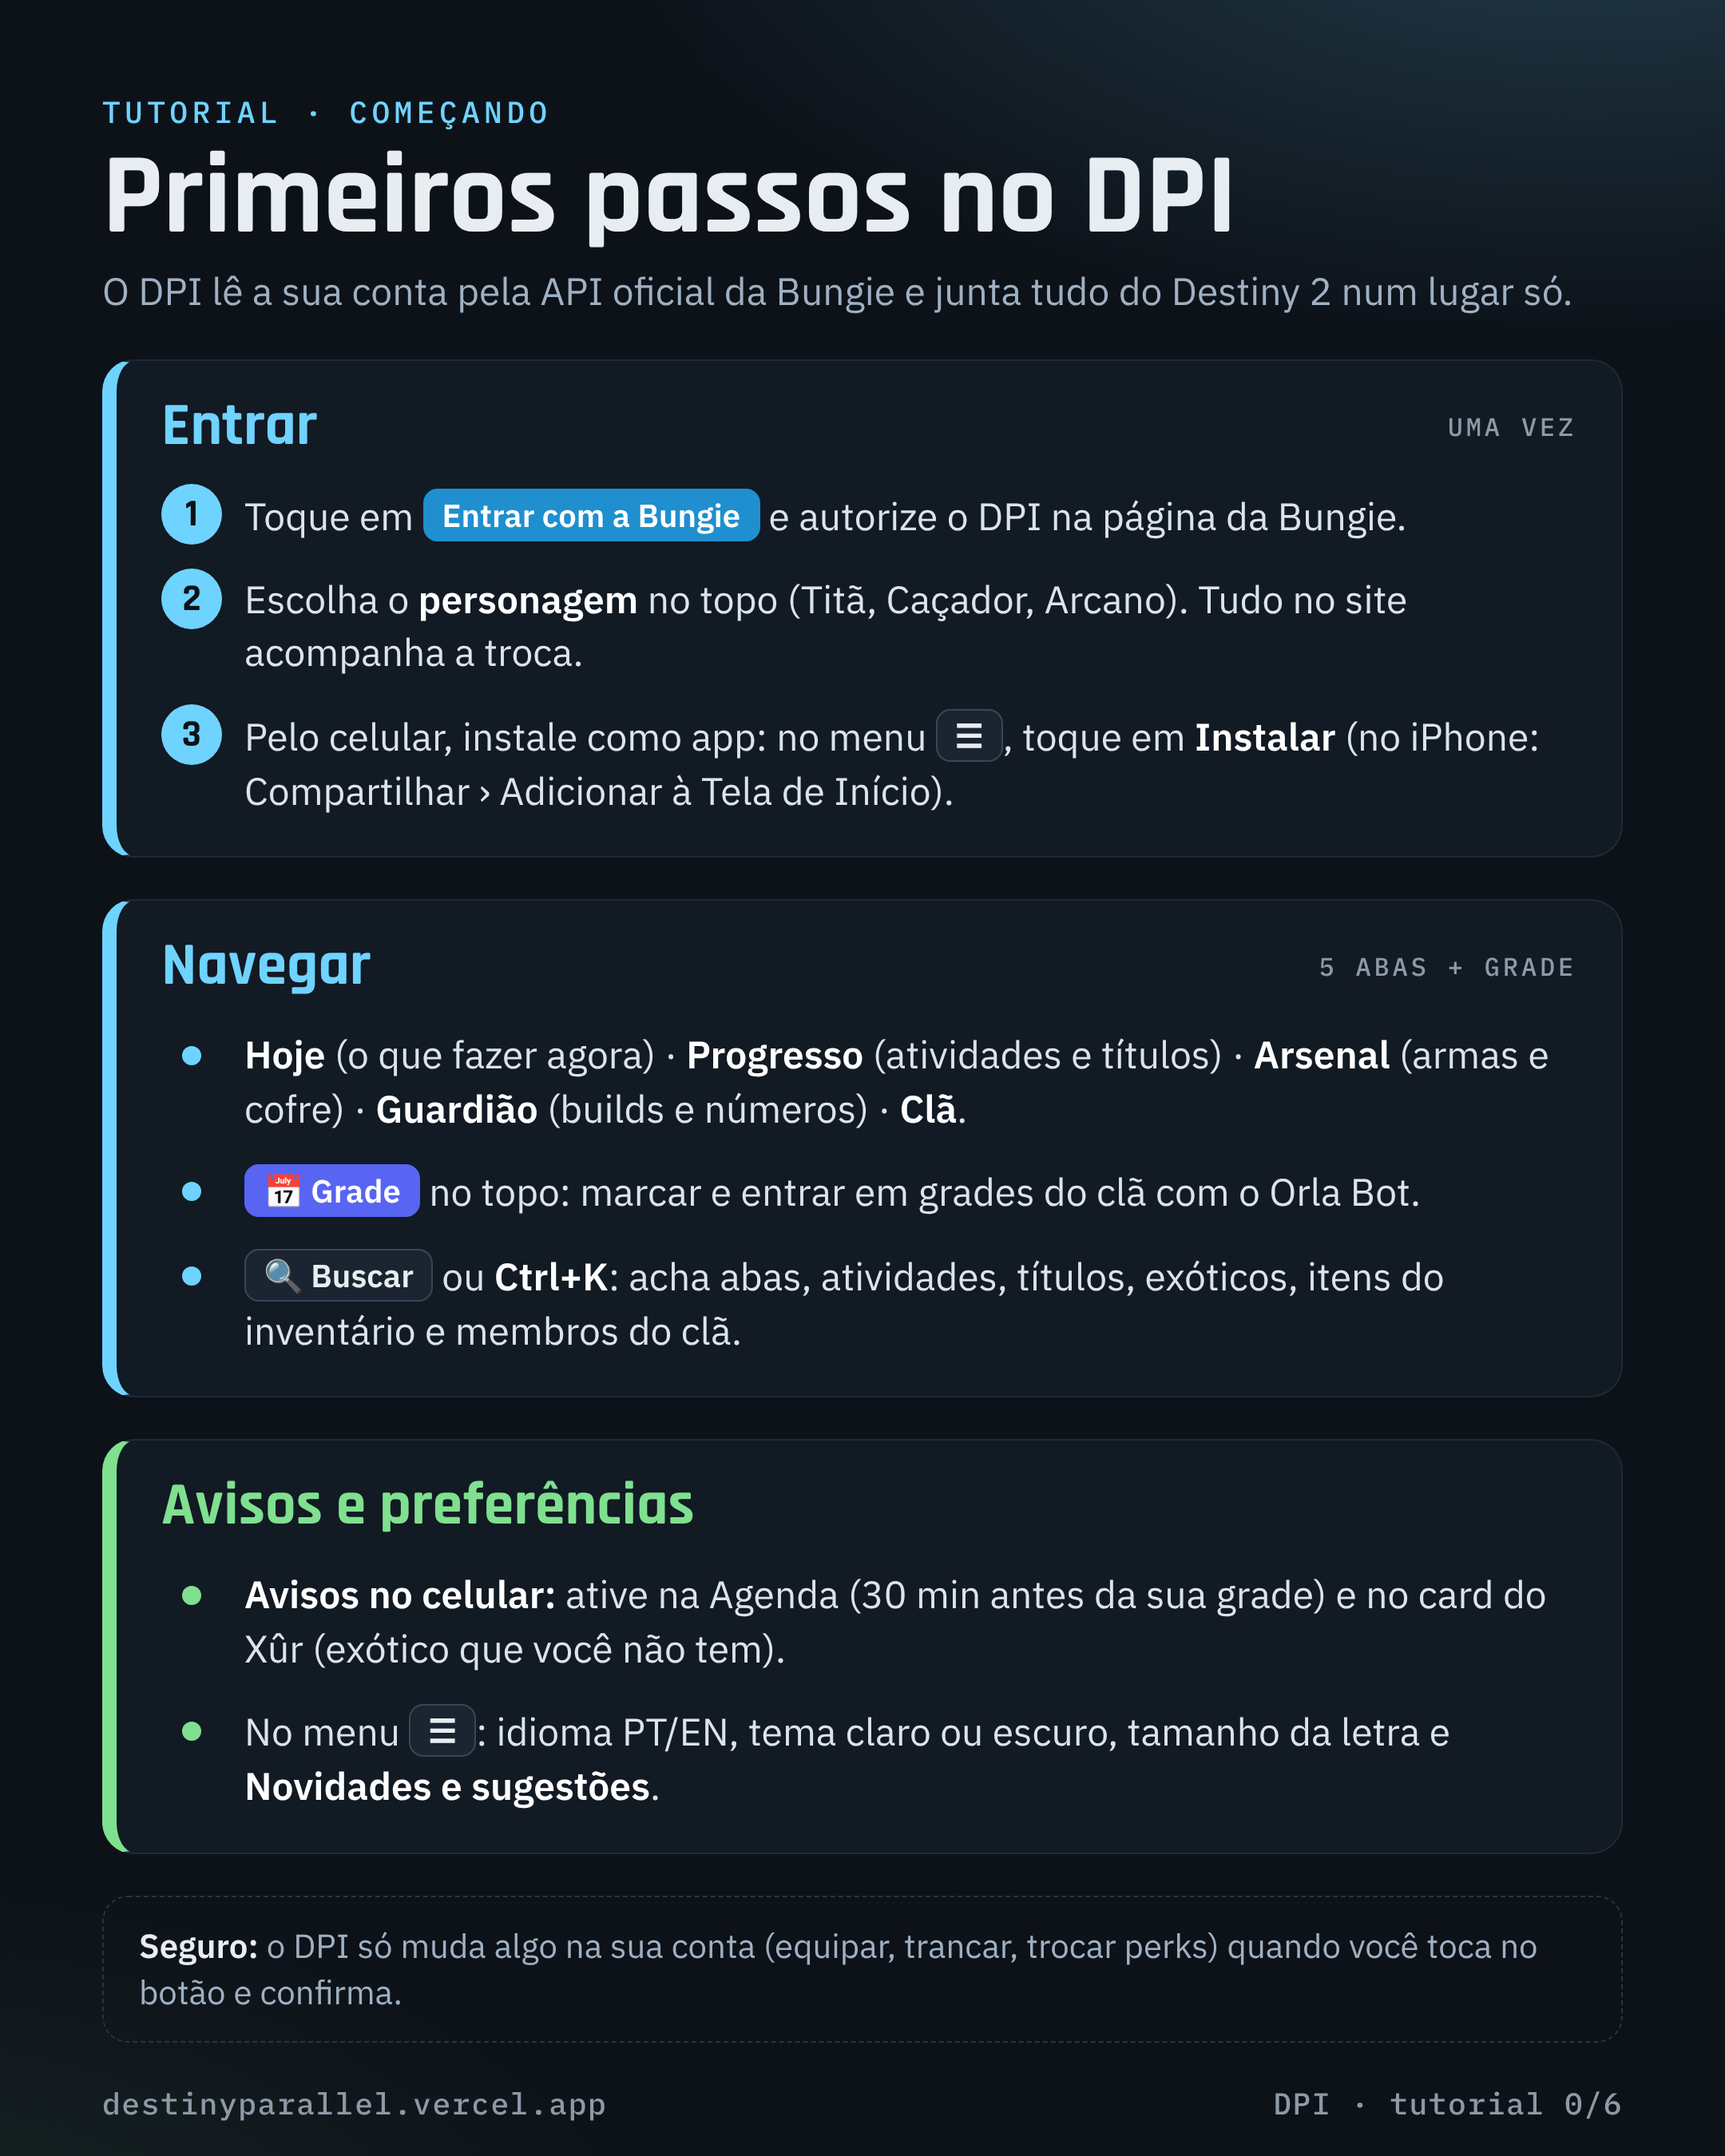 TUTORIAL · COMEÇANDO
Primeiros passos no DPI
O DPI lê a sua conta pela API oficial da Bungie e junta tudo do Destiny 2 num lugar só.
Entrar
UMA VEZ
1 Toque em Entrar com a Bungie e autorize o DPI na página da Bungie.
2 Escolha o personagem no topo (Titã, Caçador, Arcano). Tudo no site
acompanha a troca.
3 Pelo celular, instale como app: no menu ☰, toque em Instalar (no iPhone:
Compartilhar › Adicionar à Tela de Início).
Navegar
5 ABAS + GRADE
• Hoje (o que fazer agora) · Progresso (atividades e títulos) · Arsenal (armas e
cofre) · Guardião (builds e números) · Clã.
• 📅 Grade no topo: marcar e entrar em grades do clã com o Orla Bot.
• 🔍 Buscar ou Ctrl+K: acha abas, atividades, títulos, exóticos, itens do
inventário e membros do clã.
Avisos e preferências
• Avisos no celular: ative na Agenda (30 min antes da sua grade) e no card do
Xûr (exótico que você não tem).
• No menu ☰: idioma PT/EN, tema claro ou escuro, tamanho da letra e
Novidades e sugestões.
Seguro: o DPI só muda algo na sua conta (equipar, trancar, trocar perks) quando você toca no
botão e confirma.
destinyparallel.vercel.app
DPI · tutorial 0/6